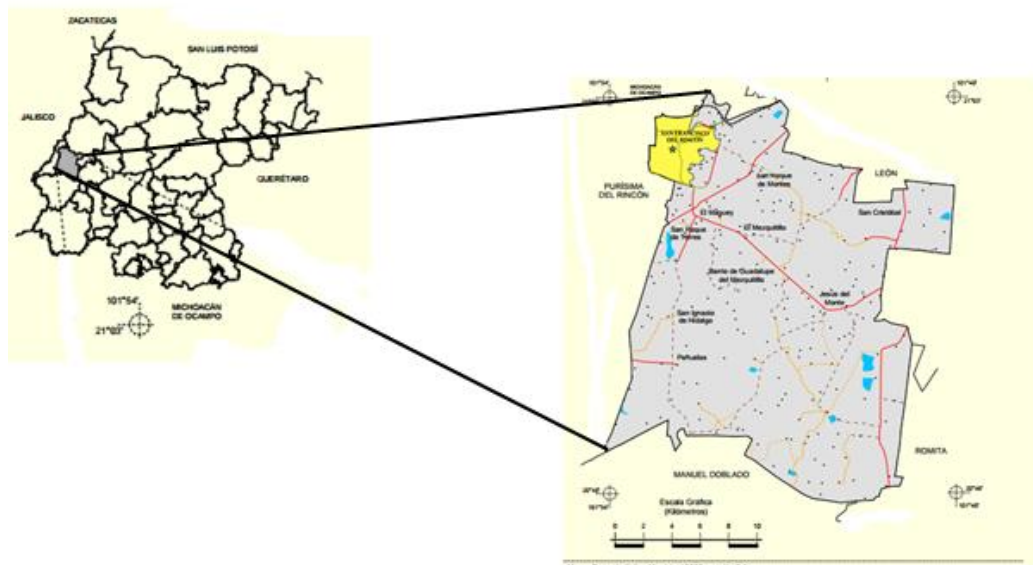 ZACATECAS
SAN LUIS POTOSÍ
JALISCO
QUERÉTARO
MICHOACÁN
DE OCAMPO
101°54'
21°03'
MICHOACÁN
DE OCAMPO
SAN FRANCISCO
DEL RINCÓN
PURÍSIMA
DEL RINCÓN
LEÓN
San Roque
de Montes
San Cristóbal
El Maguey
San Roque
de Torres
El Mezquitillo
Barrio de Guadalupe
del Mezquitillo
Jesús del
Monte
San Ignacio
de Hidalgo
Peñuelas
ROMITA
MANUEL DOBLADO
Escala Gráfica
(Kilómetros)
0 2 4 6 8 10